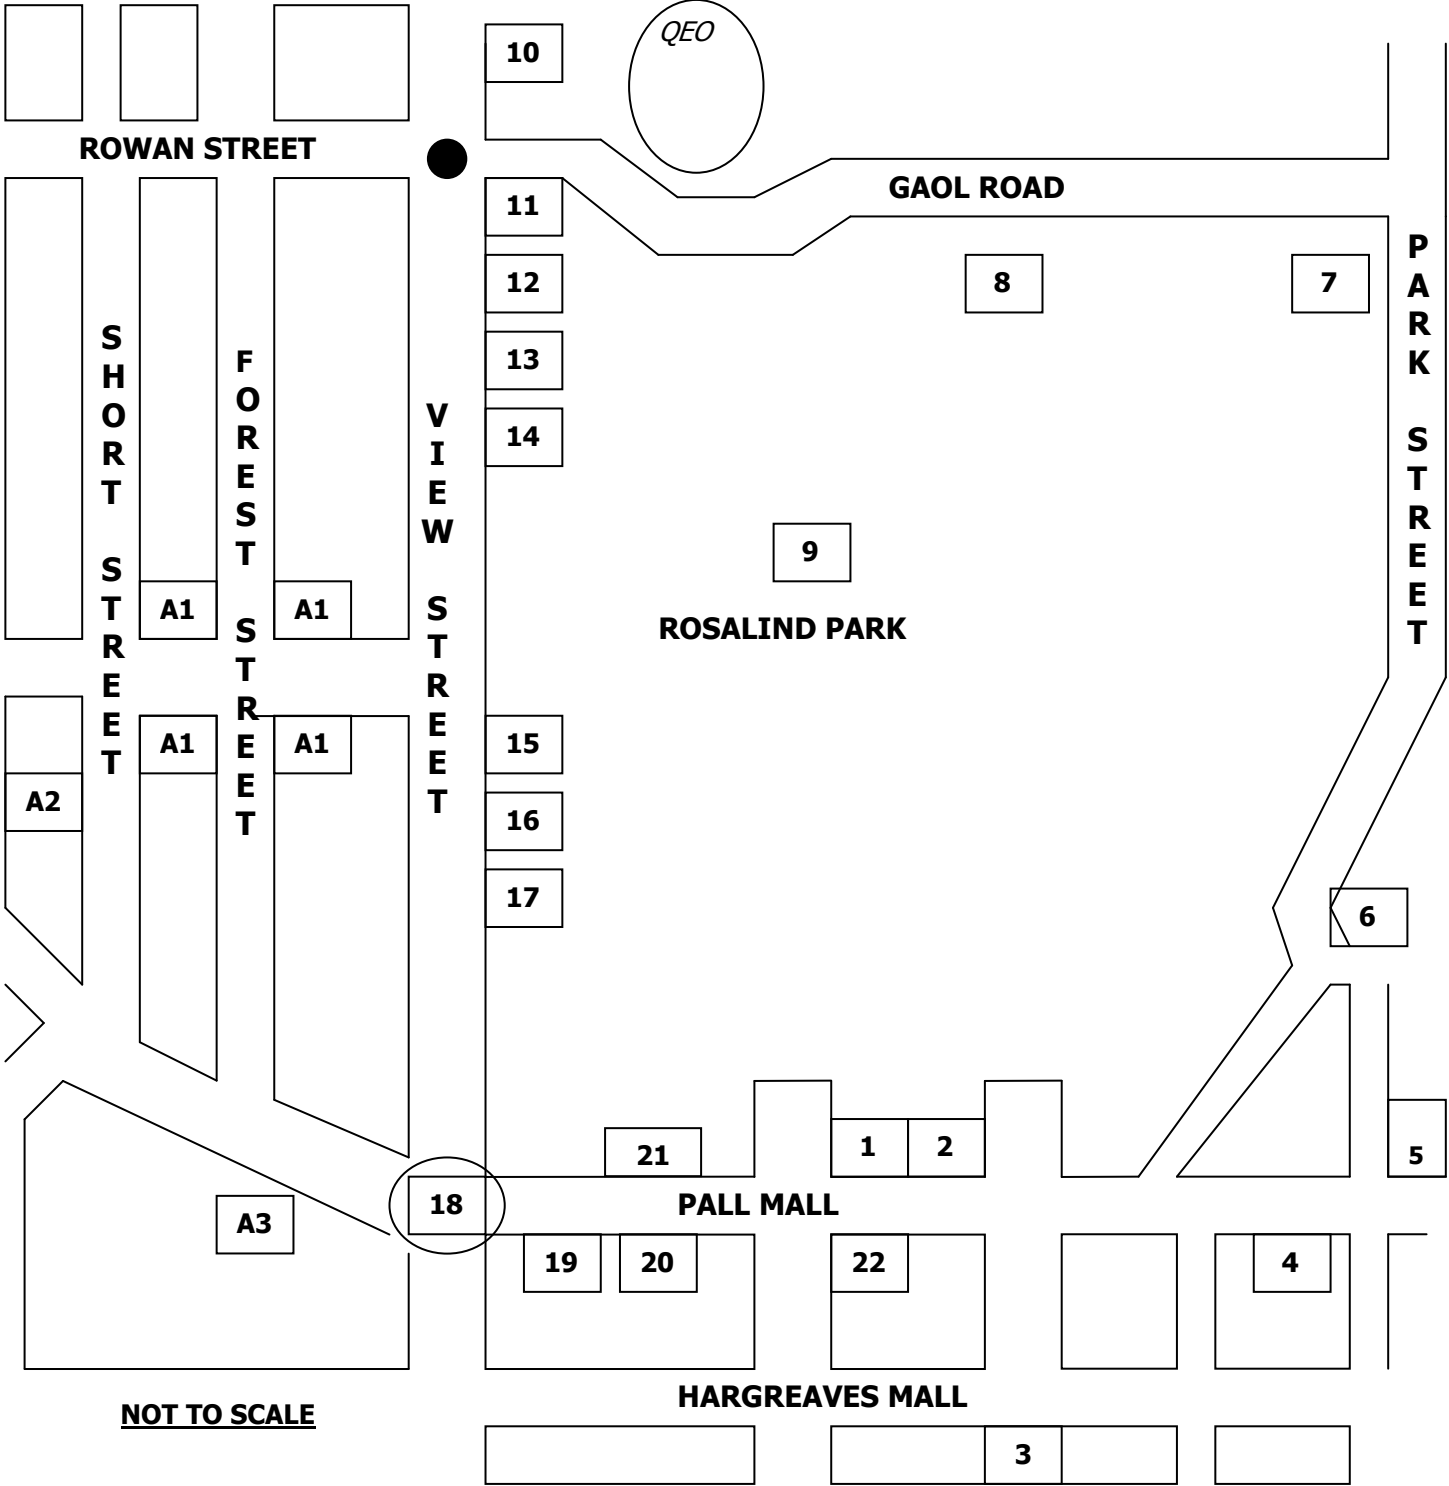 QEO
10
ROWAN STREET
GAOL ROAD
11
12
8
7
13
14
SHORT STREET
FOREST STREET
VIEW STREET
PARK STREET
9
A1
A1
ROSALIND PARK
A1
A1
15
A2
16
17
6
1
2
21
5
18
PALL MALL
A3
19
20
22
4
HARGREAVES MALL
NOT TO SCALE
3